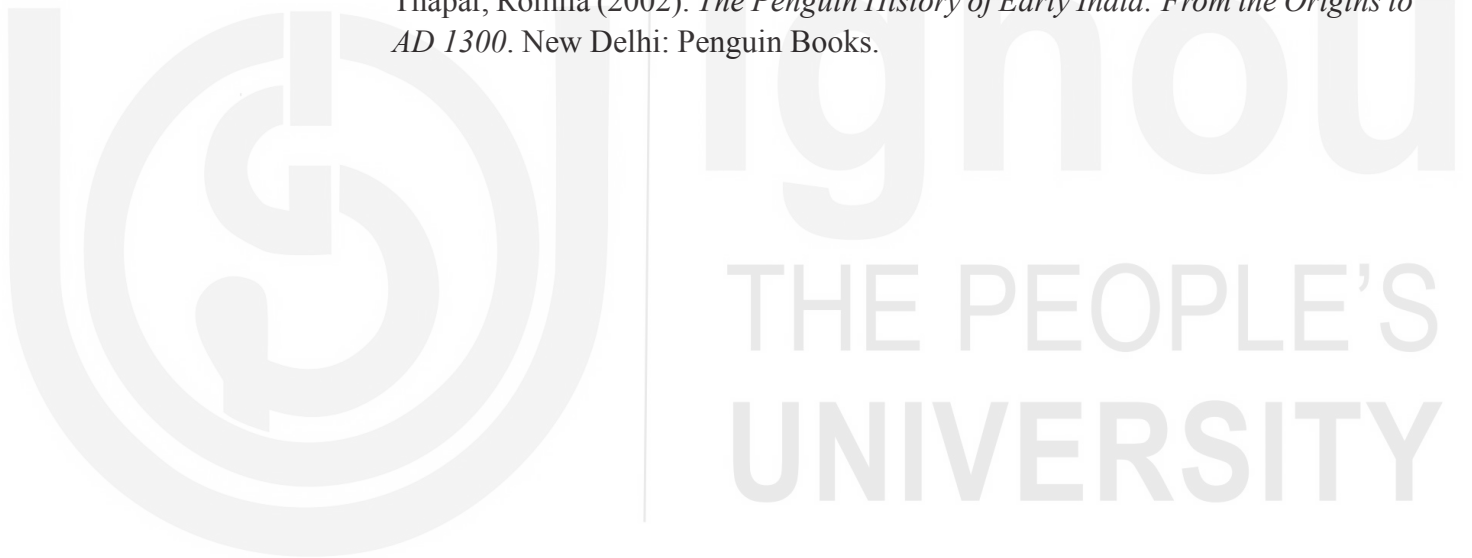 Thapar, Romila (2002). The Penguin History of Early India: From the Origins to
AD 1300. New Delhi: Penguin Books.
ignou
THE PEOPLE'S
UNIVERSITY